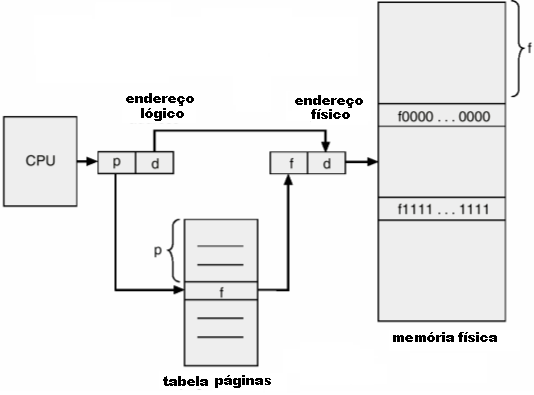 endereço
lógico
endereço
físico
f
CPU
p d
f d
f0000 . . . 0000
f1111 . . . 1111
p
f
memória física
tabela páginas